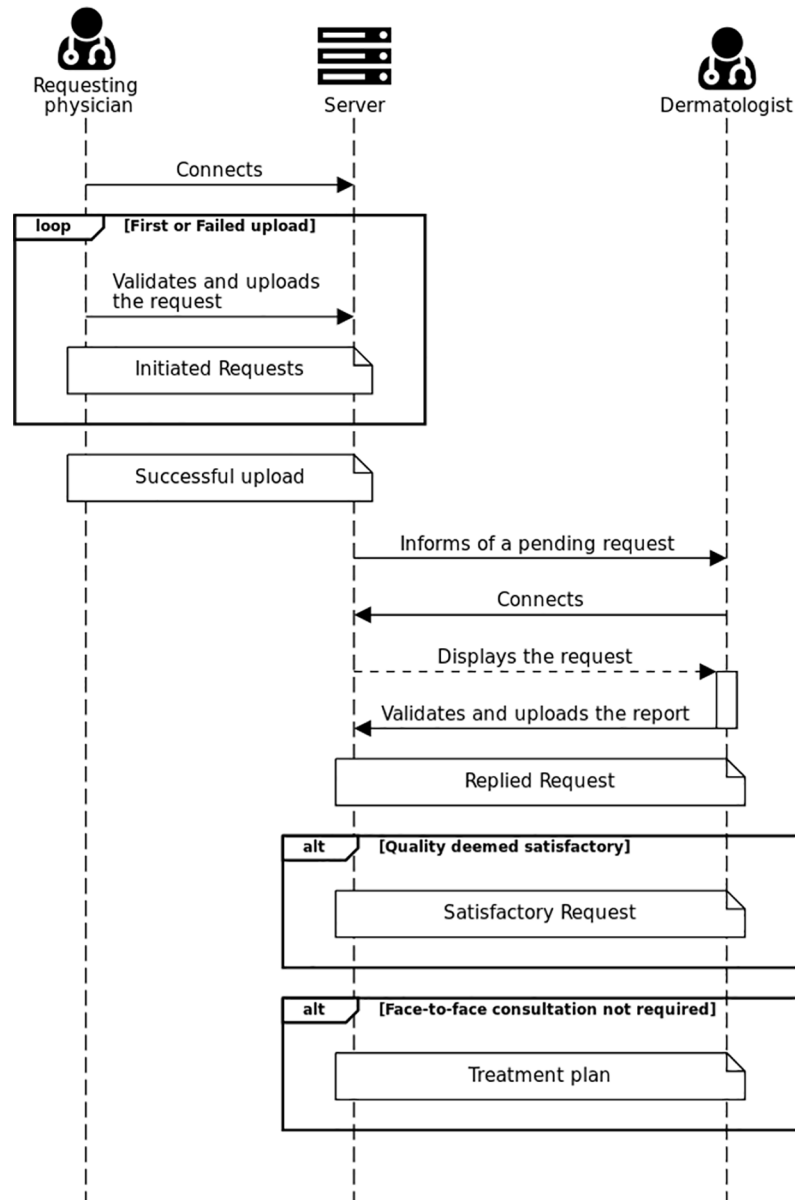 Requesting
physician
Server
Dermatologist
Connects
loop
[First or Failed upload]
Validates and uploads
the request
Initiated Requests
Successful upload
Informs of a pending request
Connects
Displays the request
Validates and uploads the report
Replied Request
alt
[Quality deemed satisfactory]
Satisfactory Request
alt
[Face-to-face consultation not required]
Treatment plan